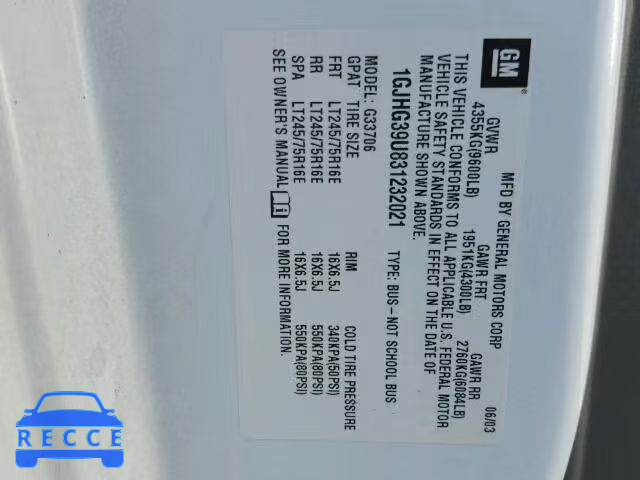 GM
®
MFD BY GENERAL MOTORS CORP
06/03
GVWR GAWR FRT GAWR RR
4355KG(9600LB) 1951KG(4300LB) 2760KG(6084LB)
THIS VEHICLE CONFORMS TO ALL APPLICABLE U.S. FEDERAL MOTOR
VEHICLE SAFETY STANDARDS IN EFFECT ON THE DATE OF
MANUFACTURE SHOWN ABOVE.
1GJHG39U831232021 TYPE: BUS–NOT SCHOOL BUS
MODEL: G33706
GPAT TIRE SIZE RIM COLD TIRE PRESSURE
FRT LT245/75R16E 16X6.5J 340KPA(50PSI)
RR LT245/75R16E 16X6.5J 550KPA(80PSI)
SPA LT245/75R16E 16X6.5J 550KPA(80PSI)
SEE OWNER'S MANUAL FOR MORE INFORMATION.
RECCE